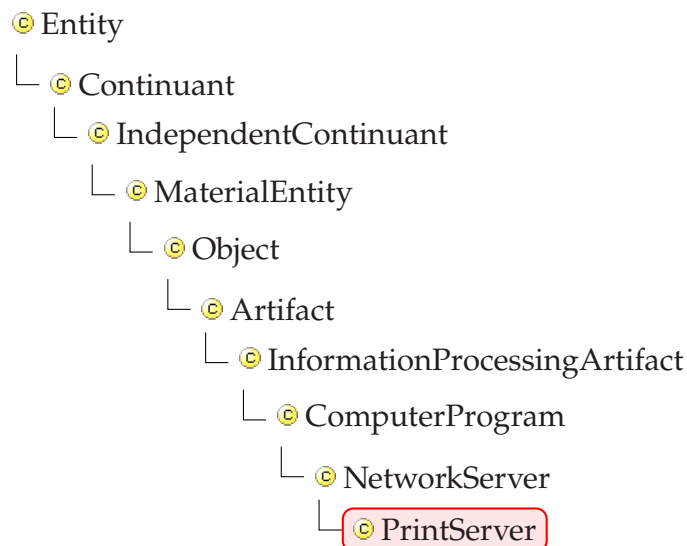 Entity
Continuant
IndependentContinuant
MaterialEntity
Object
Artifact
InformationProcessingArtifact
ComputerProgram
NetworkServer
PrintServer